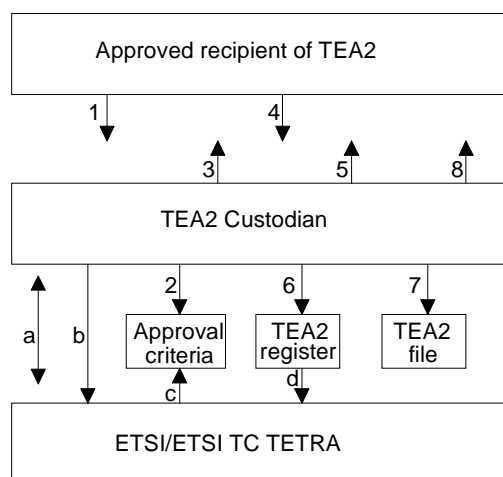 Approved recipient of TEA2
1 4
3 5 8
TEA2 Custodian
2 6 7
a b
Approval criteria
TEA2 register
TEA2 file
c d
ETSI/ETSI TC TETRA